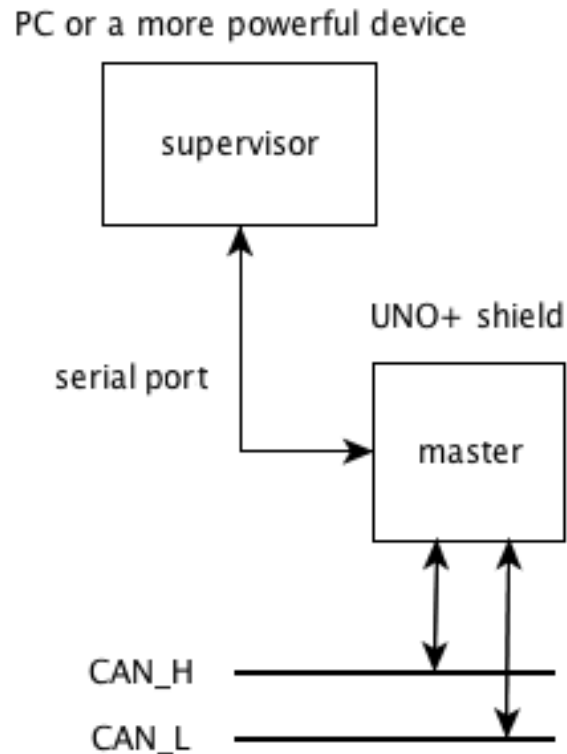 PC or a more powerful device
supervisor
UNO+ shield
serial port
master
CAN_H
CAN_L